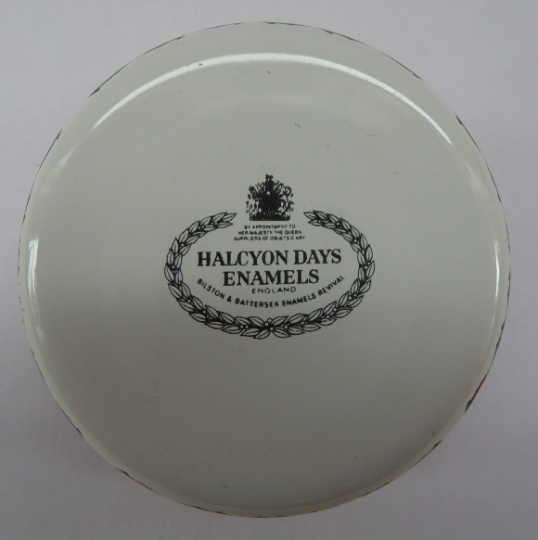 BY APPOINTMENT TO
HER MAJESTY THE QUEEN
SUPPLIERS OF OBJETS D'ART
HALCYON DAYS
ENAMELS
ENGLAND
BILSTON & BATTERSEA ENAMELS REVIVAL